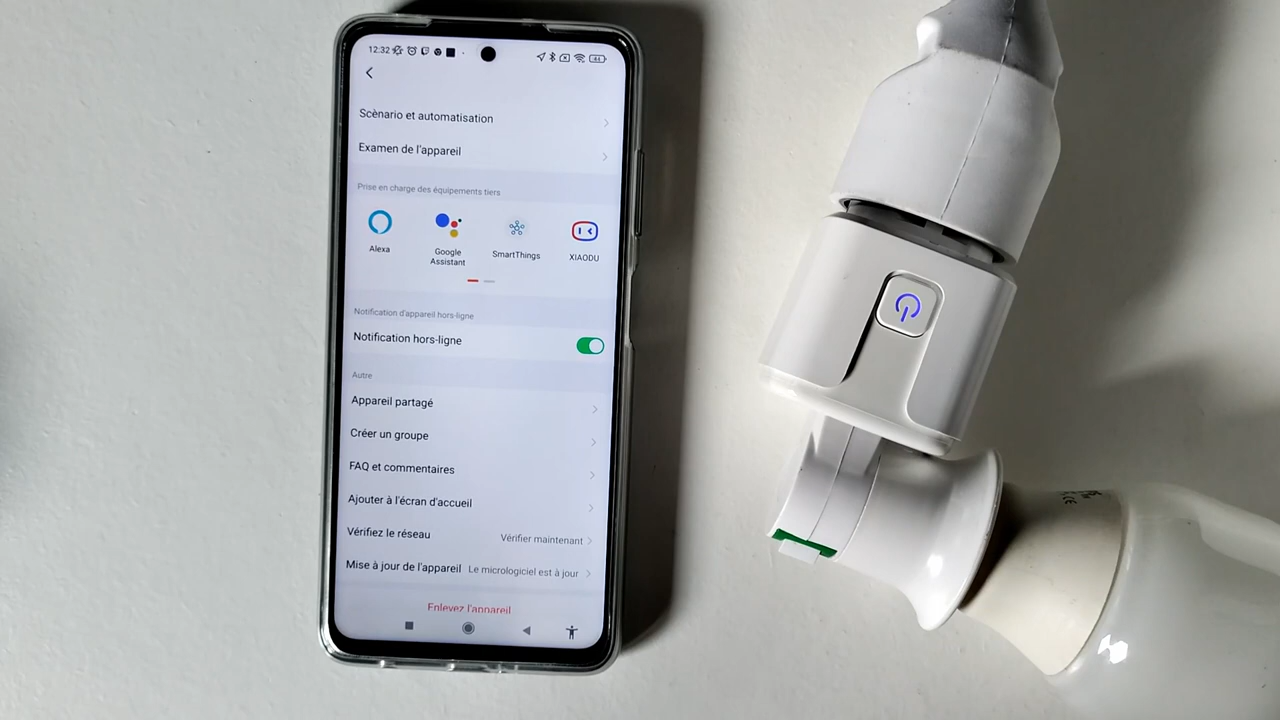 12:32
44
Scènario et automatisation
Examen de l'appareil
Prise en charge des équipements tiers
Alexa
Google
Assistant
SmartThings
XIAODU
Notification d'appareil hors-ligne
Notification hors-ligne
Autre
Appareil partagé
Créer un groupe
FAQ et commentaires
Ajouter à l'écran d'accueil
Vérifiez le réseau Vérifier maintenant
Mise à jour de l'appareil Le micrologiciel est à jour
Enlevez l'appareil
CE